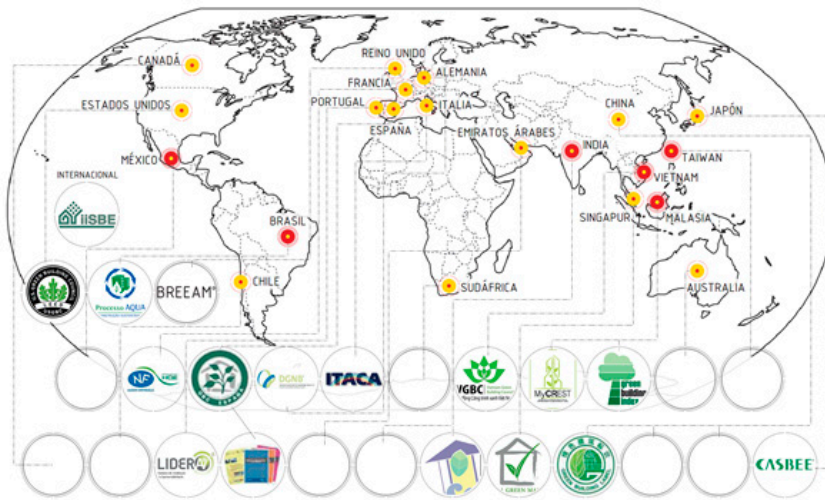 CANADÁ
ESTADOS UNIDOS
MÉXICO
BRASIL
CHILE
REINO UNIDO
ALEMANIA
FRANCIA
PORTUGAL
ITALIA
ESPAÑA
EMIRATOS ÁRABES
SUDÁFRICA
CHINA
JAPÓN
INDIA
TAIWAN
VIETNAM
SINGAPUR
MALASIA
AUSTRALIA
INTERNACIONAL
iiSBE
Processo AQUA
BREEAM
NF
DGNB
ITACA
VGBC
MyCREST
green
building
index
LIDER
CASBEE